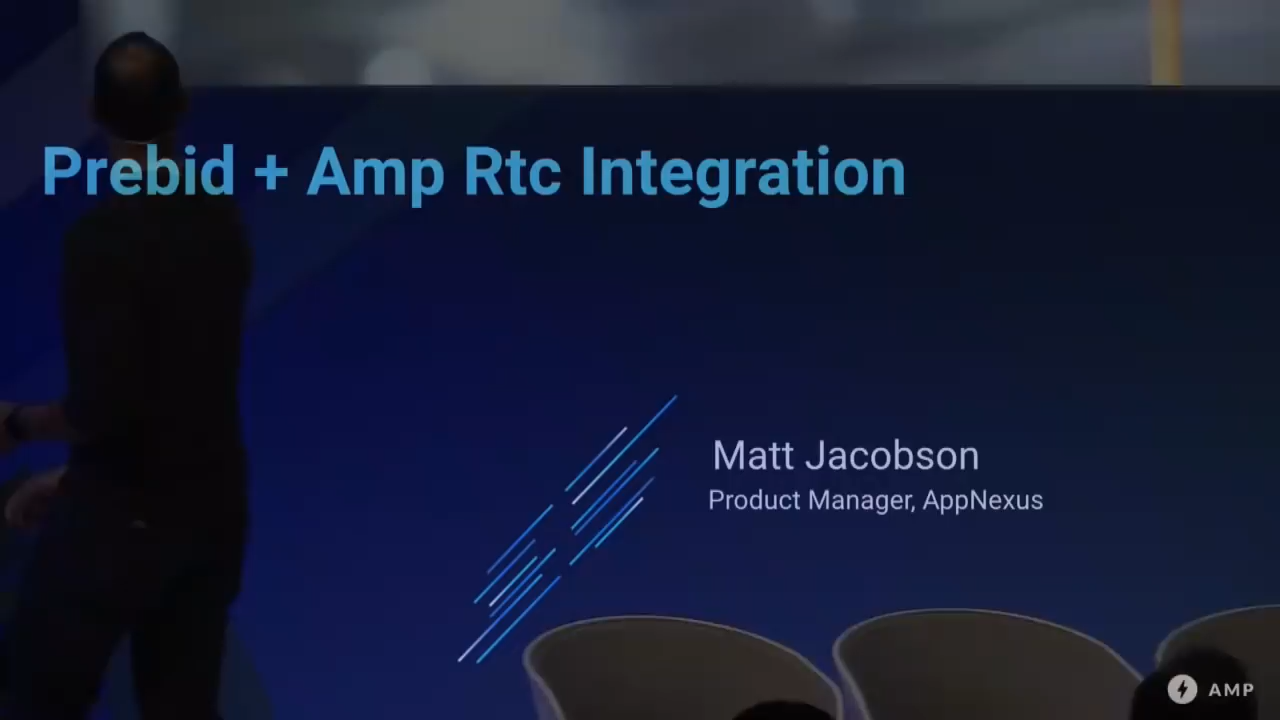 Prebid + Amp Rtc Integration
Matt Jacobson
Product Manager, AppNexus
AMP